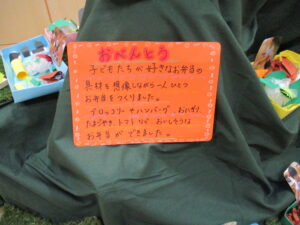 おべんとう
子どもたちが好きなお弁当の
具材を想像しながら一人ひとつ
お弁当をつくりました。
ブロッコリーやハンバーグ、おにぎり、
たまごやき、トマトなど、おいしそうな
お弁当ができました。